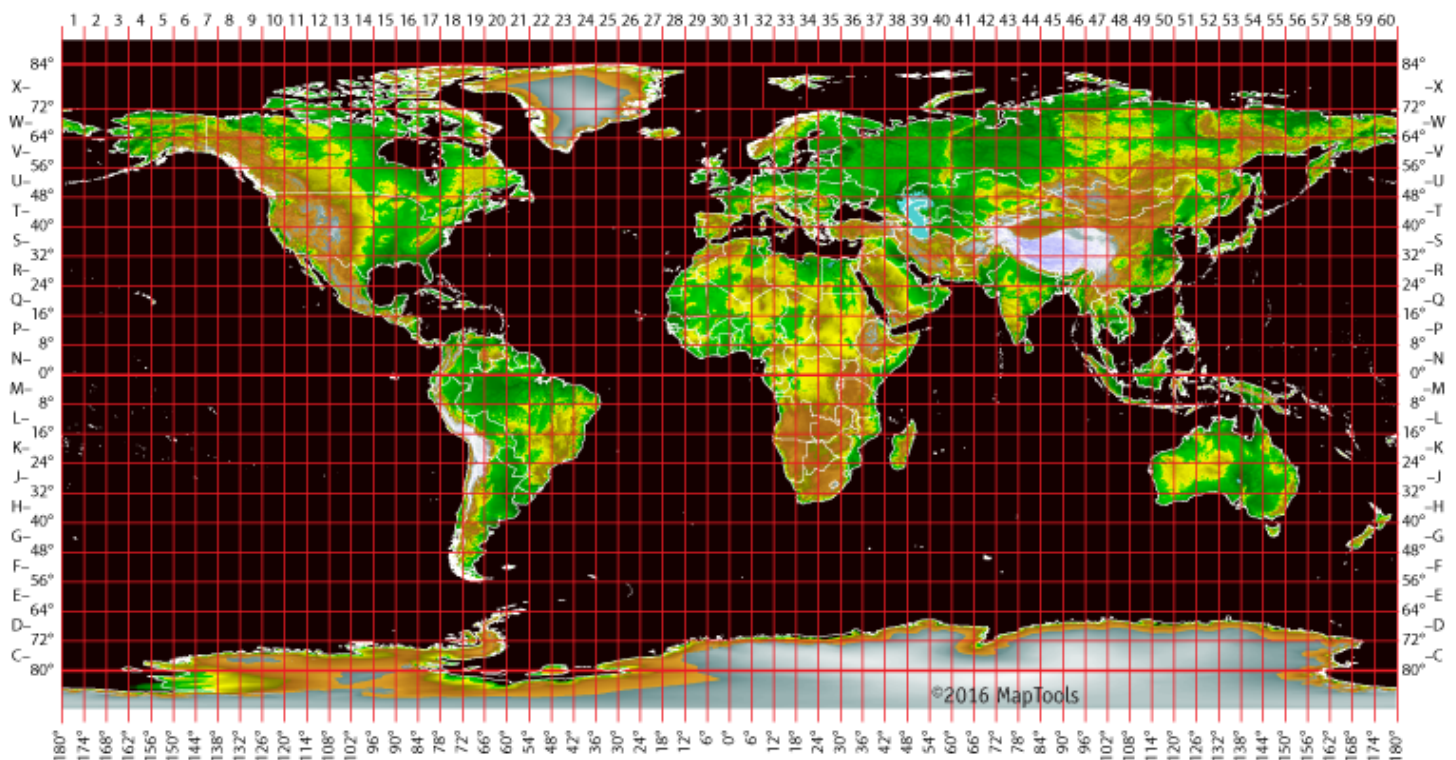 1 2 3 4 5 6 7 8 9 10 11 12 13 14 15 16 17 18 19 20 21 22 23 24 25 26 27 28 29 30 31 32 33 34 35 36 37 38 39 40 41 42 43 44 45 46 47 48 49 50 51 52 53 54 55 56 57 58 59 60
84° 84°
X- -X
72° 72°
W- -W
64° 64°
V- -V
56° 56°
U- -U
48° 48°
T- -T
40° 40°
S- -S
32° 32°
R- -R
24° 24°
Q- -Q
16° 16°
P- -P
8° 8°
N- -N
0° 0°
M- -M
8° 8°
L- -L
16° 16°
K- -K
24° 24°
J- -J
32° 32°
H- -H
40° 40°
G- -G
48° 48°
F- -F
56° 56°
E- -E
64° 64°
D- -D
72° 72°
C- -C
80° 80°
©2016 MapTools
180° 174° 168° 162° 156° 150° 144° 138° 132° 126° 120° 114° 108° 102° 96° 90° 84° 78° 72° 66° 60° 54° 48° 42° 36° 30° 24° 18° 12° 6° 0° 6° 12° 18° 24° 30° 36° 42° 48° 54° 60° 66° 72° 78° 84° 90° 96° 102° 108° 114° 120° 126° 132° 138° 144° 150° 156° 162° 168° 174° 180°